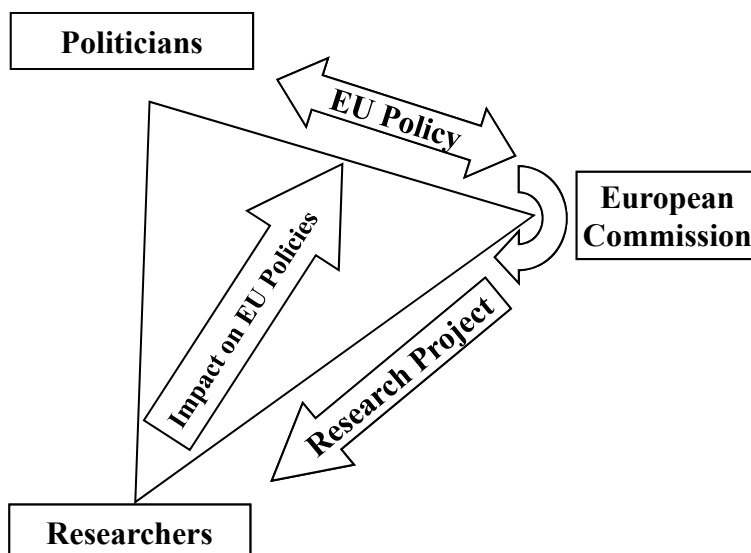 Politicians
EU Policy
European
Commission
Impact on EU Policies
Research Project
Researchers